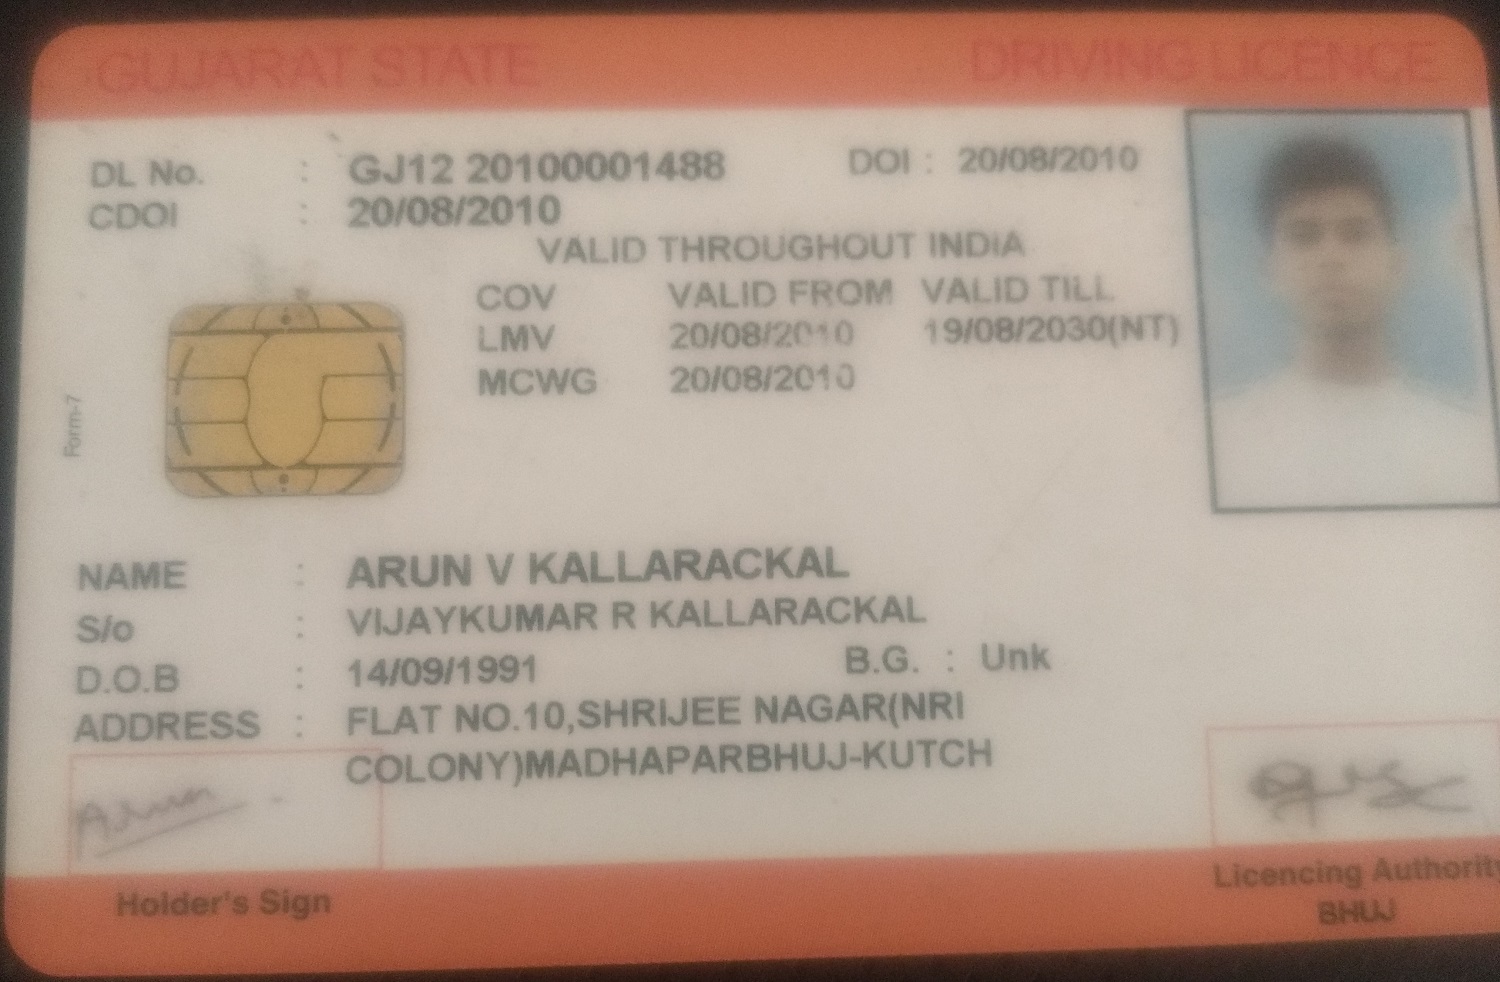 GUJARAT STATE DRIVING LICENCE
DL No. : GJ12 20100001488 DOI : 20/08/2010
CDOI : 20/08/2010
VALID THROUGHOUT INDIA
COV VALID FROM VALID TILL
LMV 20/08/2010 19/08/2030(NT)
MCWG 20/08/2010
Form-7
NAME : ARUN V KALLARACKAL
S/o : VIJAYKUMAR R KALLARACKAL
D.O.B : 14/09/1991 B.G. : Unk
ADDRESS : FLAT NO.10,SHRIJEE NAGAR(NRI
COLONY)MADHAPARBHUJ-KUTCH
Arun
Holder's Sign Licencing Authority
BHUJ